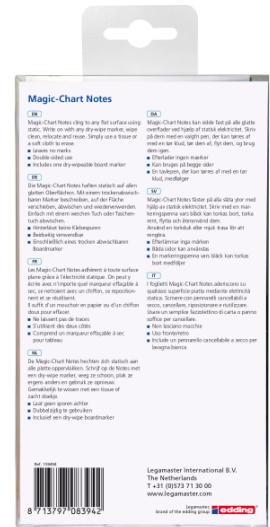 Magic-Chart Notes
EN
Magic-Chart Notes cling to any flat surface using
static. Write on with any dry-wipe marker, wipe
clean, relocate and reuse. Simply use a tissue or
a soft cloth to erase.
Leaves no marks
Double sided use
Includes one dry-wipeable board marker
DE
Die Magic-Chart Notes haften statisch auf allen
glatten Oberflächen. Mit einem trockenabwisch-
baren Marker beschreiben, auf der Fläche
verschieben, abwischen und wiederverwenden.
Einfach mit einem weichen Tuch oder Taschen-
tuch abwischen.
Hinterlässt keine Klebespuren
Beidseitig verwendbar
Einschließlich eines trocken abwischbaren
Boardmarker
FR
Les Magic-Chart Notes adhèrent à toute surface
plane grâce à l'électricité statique. On peut y
écrire avec n'importe quel marqueur effaçable à
sec, se nettoient avec un chiffon, se reposition-
nent et se réutilisent.
Il suffit d'un mouchoir en papier ou d'un chiffon
doux pour effacer.
Ne laissent pas de traces
S'utilisent des deux côtés
Comprend un marqueur effaçable à sec
pour tableau
NL
De Magic-Chart Notes hechten zich statisch aan
alle platte oppervlakken. Schrijf op de Notes met
een dry-wipe marker, veeg ze schoon, plak ze
ergens anders en gebruik ze opnieuw.
Gemakkelijk te wissen met een tissue of
zacht doekje.
Laat geen sporen achter
Dubbelzijdig te gebruiken
Inclusief een dry-wipe boardmarker
DA
Magic-Chart Notes kan sidde fast på alle glatte
overflader ved hjælp af statisk elektricitet. Skriv
på dem med en valgfri pen, der kan tørres af
med en tør klud, tør dem af, flyt dem, og brug
dem igen.
Efterlader ingen mærker
Kan bruges på begge sider
En tavlepen, der kan tørres af med en tør
klud, medfølger
SV
Magic-Chart Notes fäster på alla släta ytor med
hjälp av statisk elektricitet. Skriv med en mar-
keringspenna vars bläck kan torkas bort, torka
rent, flytta och återanvänd dem.
Använd en torkduk eller mjuk trasa för att
rengöra
Efterlämnar inga märken
Båda sidor kan användas
En markeringspenna vars bläck kan torkas
bort medföljer
IT
I foglietti Magic-Chart Notes aderiscono su
qualsiasi superficie piatta mediante elettricità
statica. Scrivere con pennarelli cancellabili a
secco, cancellare, riposizionare e riutilizzare.
Usare un semplice fazzolettino di carta o panno
soffice per cancellare.
Non lasciano macchie
Uso fronte/retro
Include un pennarello cancellabile a secco per
lavagna bianca
8 713797 083942
Legamaster International B.V.
The Netherlands
T +31 (0)573 71 30 00
www.legamaster.com
Legamaster,
brand of the edding group
edding